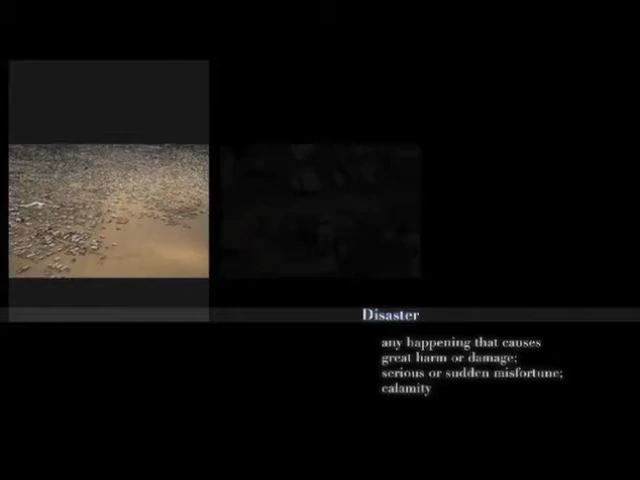 Disaster
any happening that causes
great harm or damage;
serious or sudden misfortune;
calamity